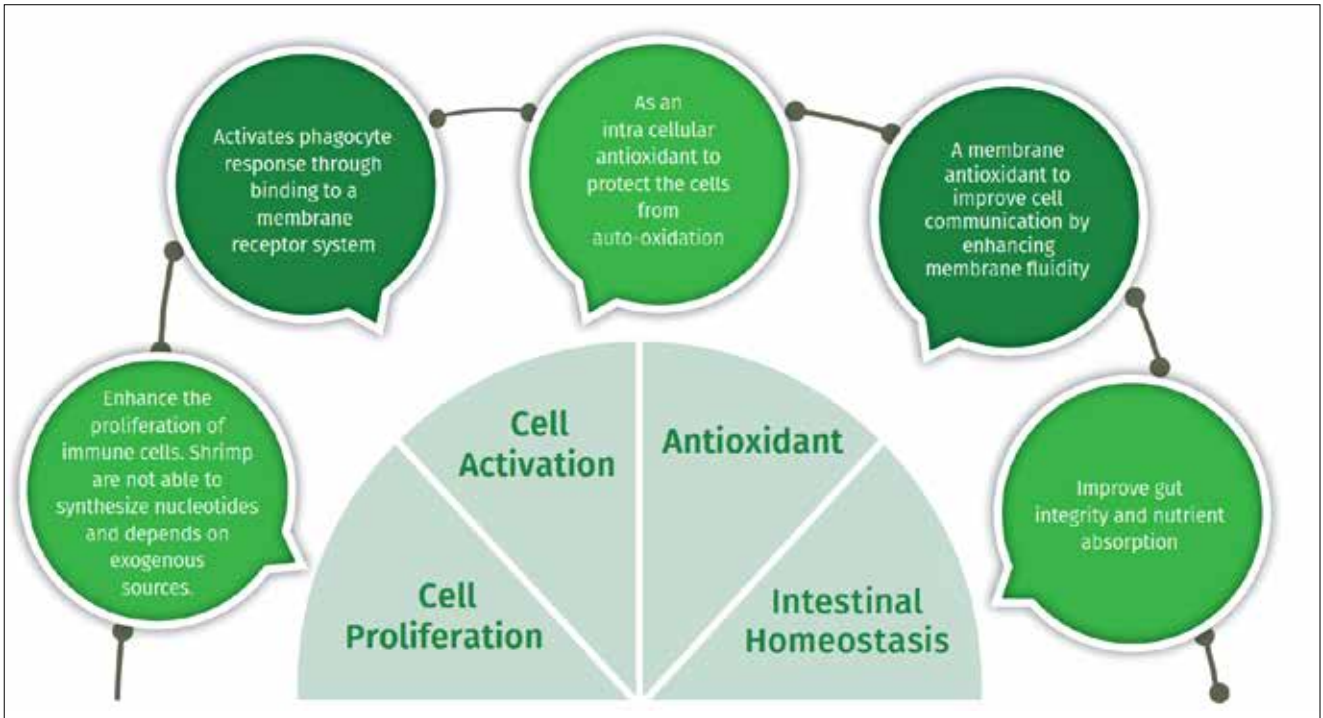 Activates phagocyte
response through
binding to a
membrane
receptor system
As an
intra cellular
antioxidant to
protect the cells
from
auto-oxidation
A membrane
antioxidant to
improve cell
communication by
enhancing
membrane fluidity
Enhance the
proliferation of
immune cells. Shrimp
are not able to
synthesize nucleotides
and depends on
exogenous
sources.
Improve gut
integrity and nutrient
absorption
Cell
Proliferation
Cell
Activation
Antioxidant
Intestinal
Homeostasis